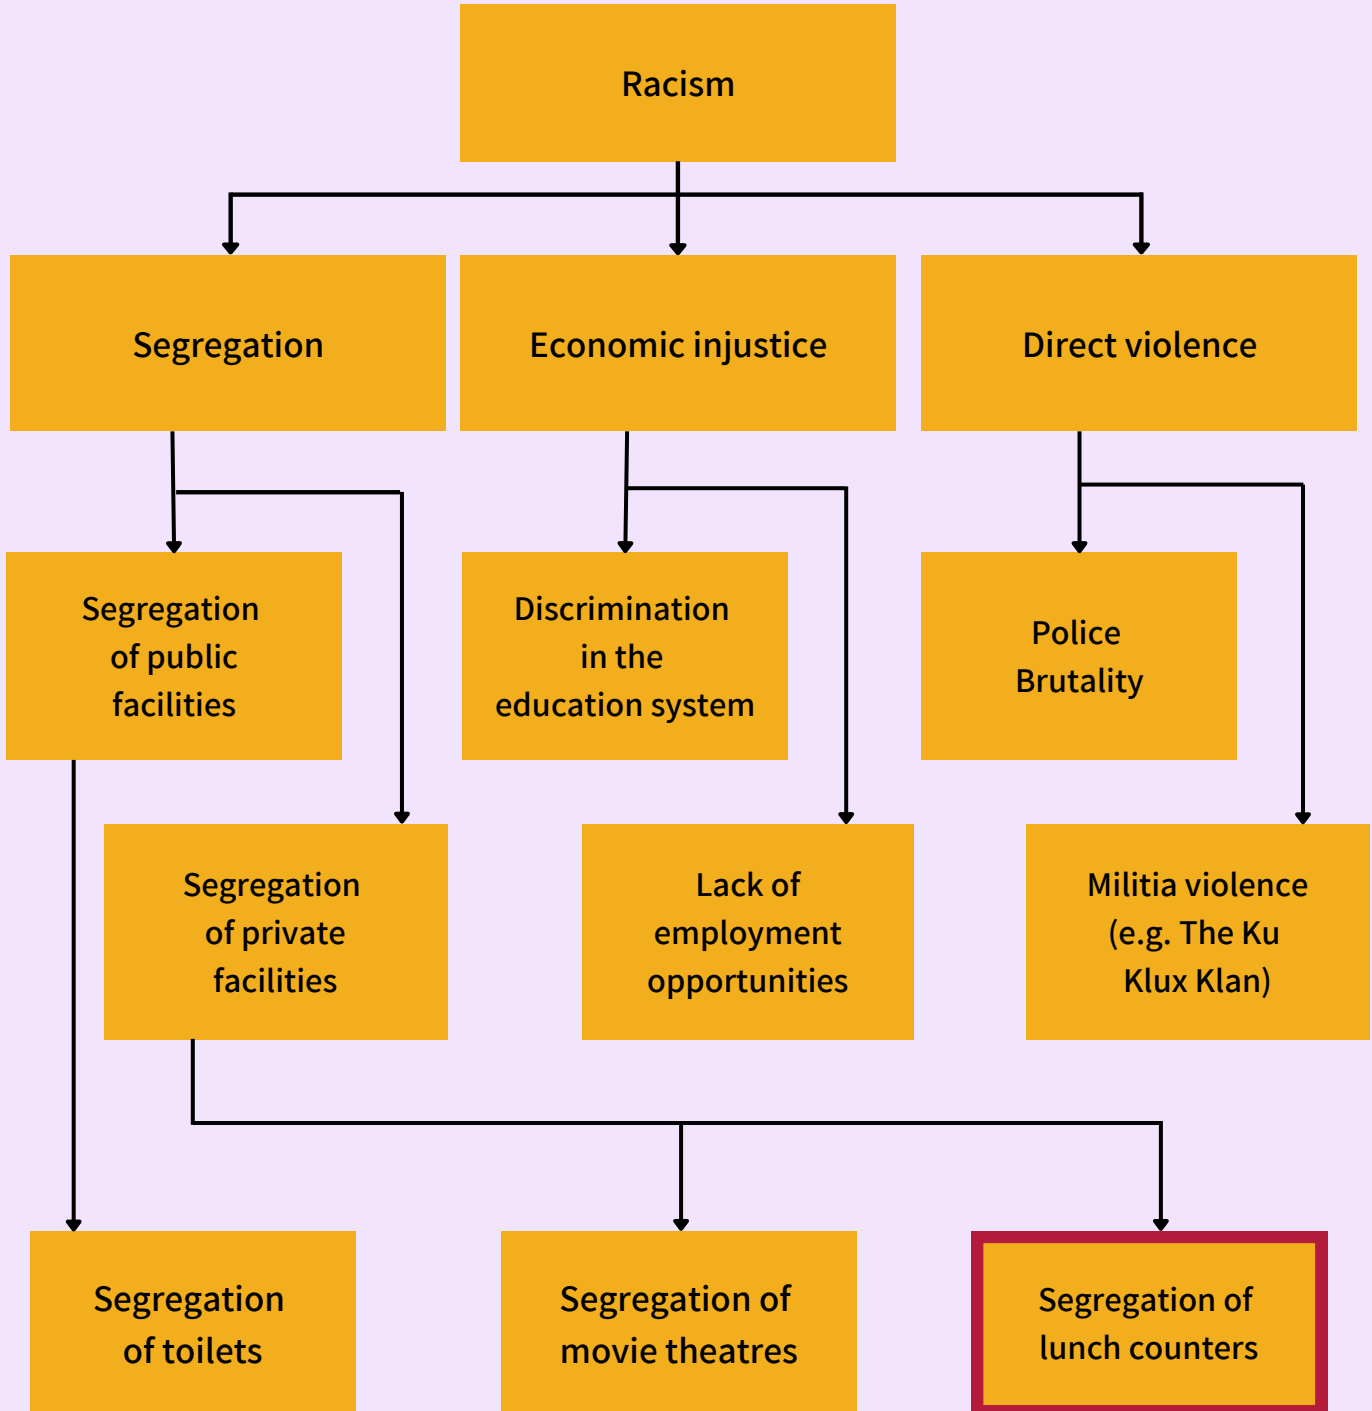 Racism
Segregation
Economic injustice
Direct violence
Segregation
of public
facilities
Discrimination
in the
education system
Police
Brutality
Segregation
of private
facilities
Lack of
employment
opportunities
Militia violence
(e.g. The Ku
Klux Klan)
Segregation
of toilets
Segregation of
movie theatres
Segregation of
lunch counters